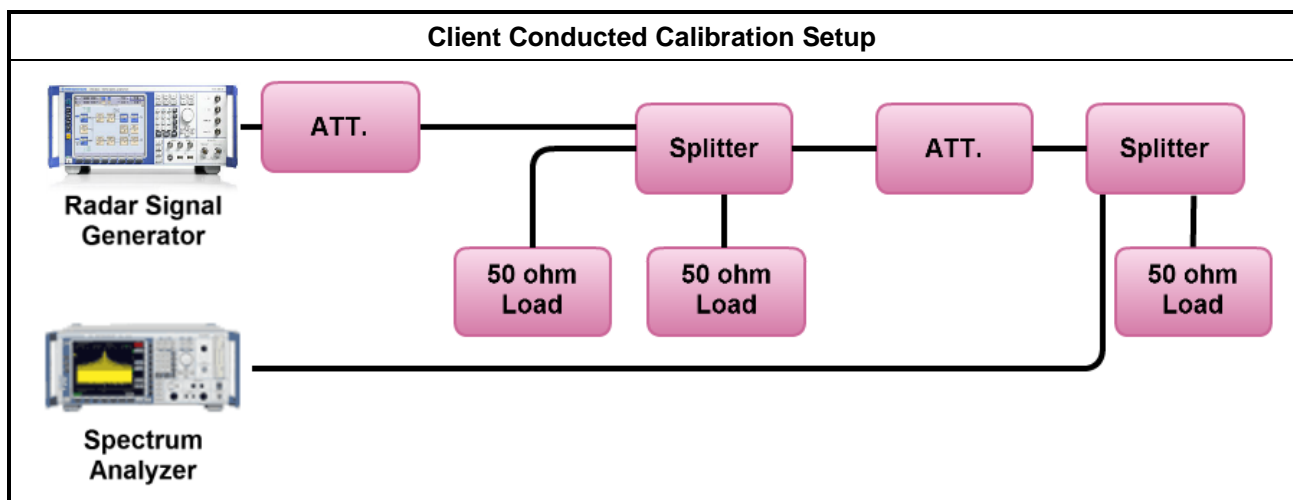 Client Conducted Calibration Setup
ATT.
Splitter
ATT.
Splitter
Radar Signal
Generator
50 ohm
Load
50 ohm
Load
50 ohm
Load
Spectrum
Analyzer